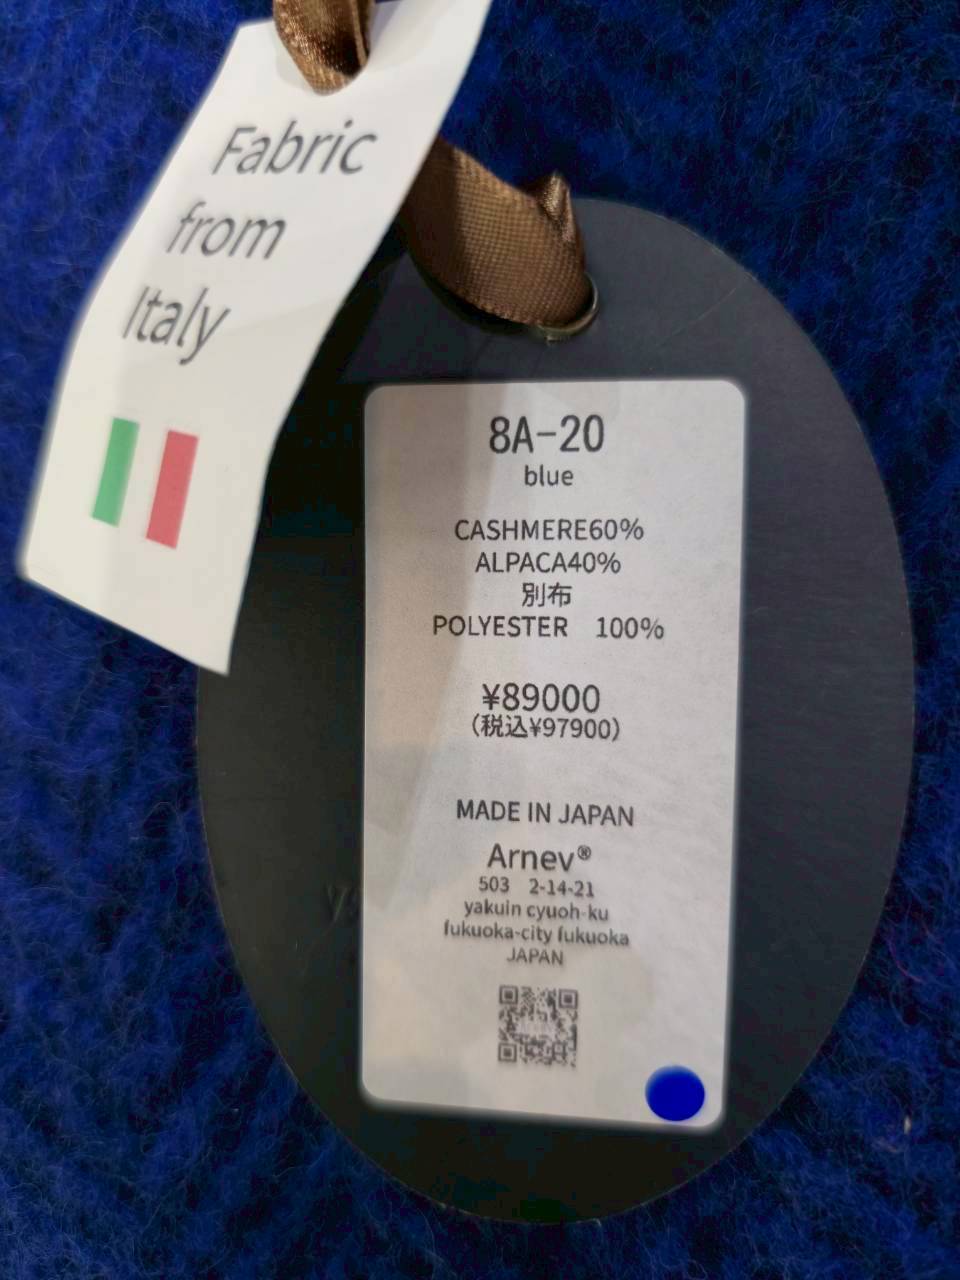 Fabric
from
Italy
8A-20
blue
CASHMERE60%
ALPACA40%
別布
POLYESTER 100%
¥89000
(税込¥97900)
MADE IN JAPAN
Arnev®
503 2-14-21
yakuin cyuoh-ku
fukuoka-city fukuoka
JAPAN